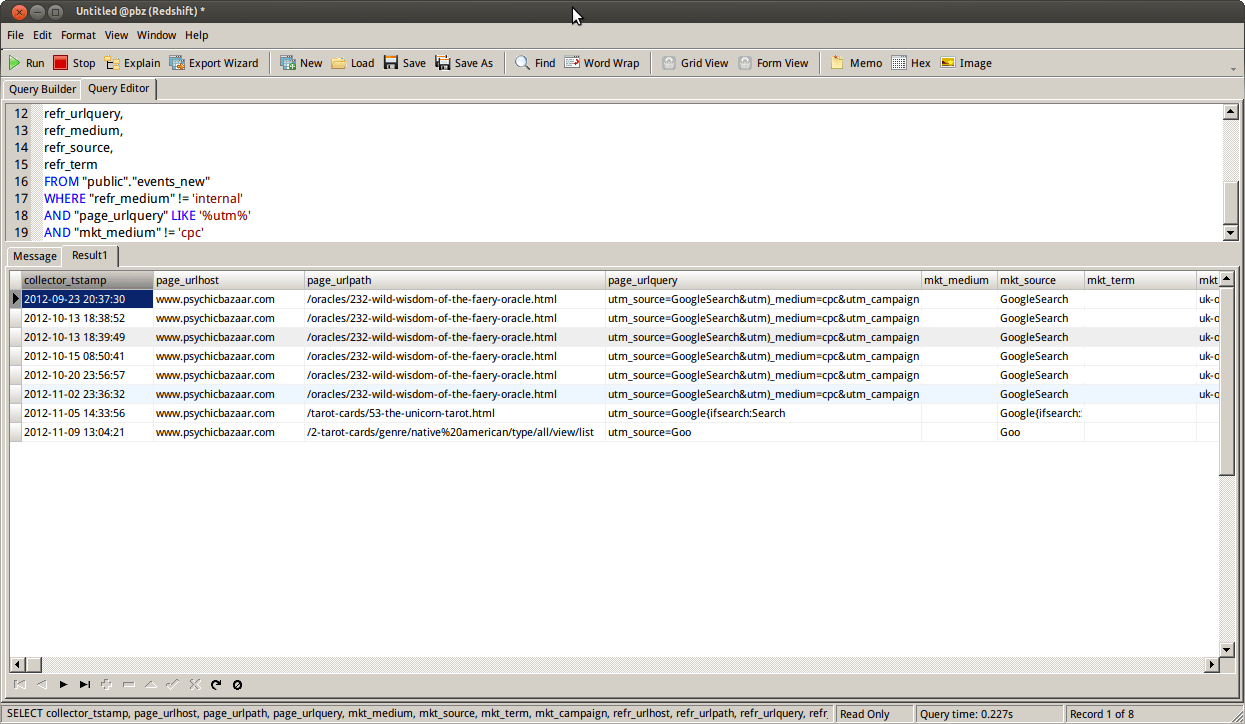 Untitled @pbz (Redshift) *
File Edit Format View Window Help
Run Stop Explain Export Wizard New Load Save Save As Find Word Wrap Grid View Form View Memo Hex Image
Query Builder Query Editor
12 refr_urlquery,
13 refr_medium,
14 refr_source,
15 refr_term
16 FROM "public"."events_new"
17 WHERE "refr_medium" != 'internal'
18 AND "page_urlquery" LIKE '%utm%'
19 AND "mkt_medium" != 'cpc'
Message Result1
collector_tstamp page_urlhost page_urlpath page_urlquery mkt_medium mkt_source mkt_term mkt
2012-09-23 20:37:30 www.psychicbazaar.com /oracles/232-wild-wisdom-of-the-faery-oracle.html utm_source=GoogleSearch&utm)_medium=cpc&utm_campaign GoogleSearch uk-o
2012-10-13 18:38:52 www.psychicbazaar.com /oracles/232-wild-wisdom-of-the-faery-oracle.html utm_source=GoogleSearch&utm)_medium=cpc&utm_campaign GoogleSearch uk-o
2012-10-13 18:39:49 www.psychicbazaar.com /oracles/232-wild-wisdom-of-the-faery-oracle.html utm_source=GoogleSearch&utm)_medium=cpc&utm_campaign GoogleSearch uk-o
2012-10-15 08:50:41 www.psychicbazaar.com /oracles/232-wild-wisdom-of-the-faery-oracle.html utm_source=GoogleSearch&utm)_medium=cpc&utm_campaign GoogleSearch uk-o
2012-10-20 23:56:57 www.psychicbazaar.com /oracles/232-wild-wisdom-of-the-faery-oracle.html utm_source=GoogleSearch&utm)_medium=cpc&utm_campaign GoogleSearch uk-o
2012-11-02 23:36:32 www.psychicbazaar.com /oracles/232-wild-wisdom-of-the-faery-oracle.html utm_source=GoogleSearch&utm)_medium=cpc&utm_campaign GoogleSearch uk-o
2012-11-05 14:33:56 www.psychicbazaar.com /tarot-cards/53-the-unicorn-tarot.html utm_source=Google{ifsearch:Search Google{ifsearch:
2012-11-09 13:04:21 www.psychicbazaar.com /2-tarot-cards/genre/native%20american/type/all/view/list utm_source=Goo Goo
SELECT collector_tstamp, page_urlhost, page_urlpath, page_urlquery, mkt_medium, mkt_source, mkt_term, mkt_campaign, refr_urlhost, refr_urlpath, refr_urlquery, refr_ Read Only Query time: 0.227s Record 1 of 8